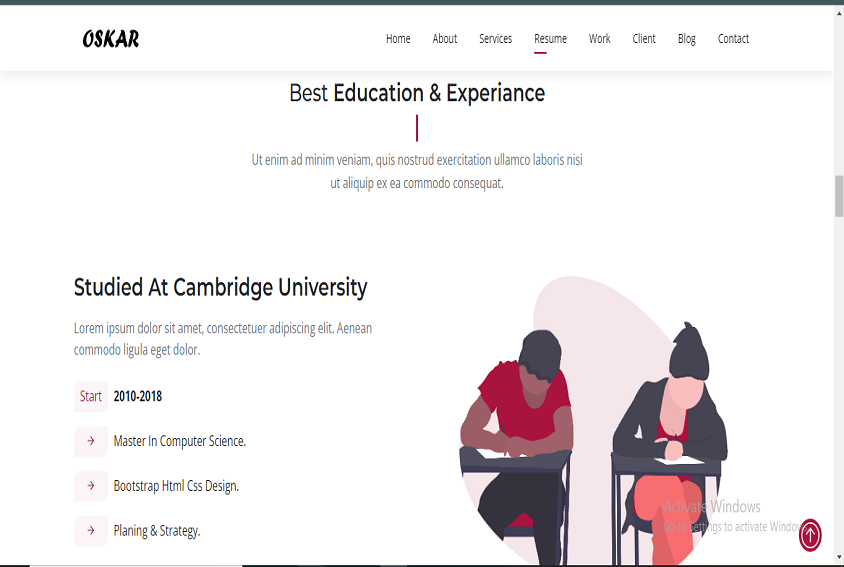 OSKAR
Home About Services Resume Work Client Blog Contact
Best Education & Experiance
Ut enim ad minim veniam, quis nostrud exercitation ullamco laboris nisi
ut aliquip ex ea commodo consequat.
Studied At Cambridge University
Lorem ipsum dolor sit amet, consectetuer adipiscing elit. Aenean
commodo ligula eget dolor.
Start 2010-2018
Master In Computer Science.
Bootstrap Html Css Design.
Planing & Strategy.
Activate Windows
Go to Settings to activate Windows.